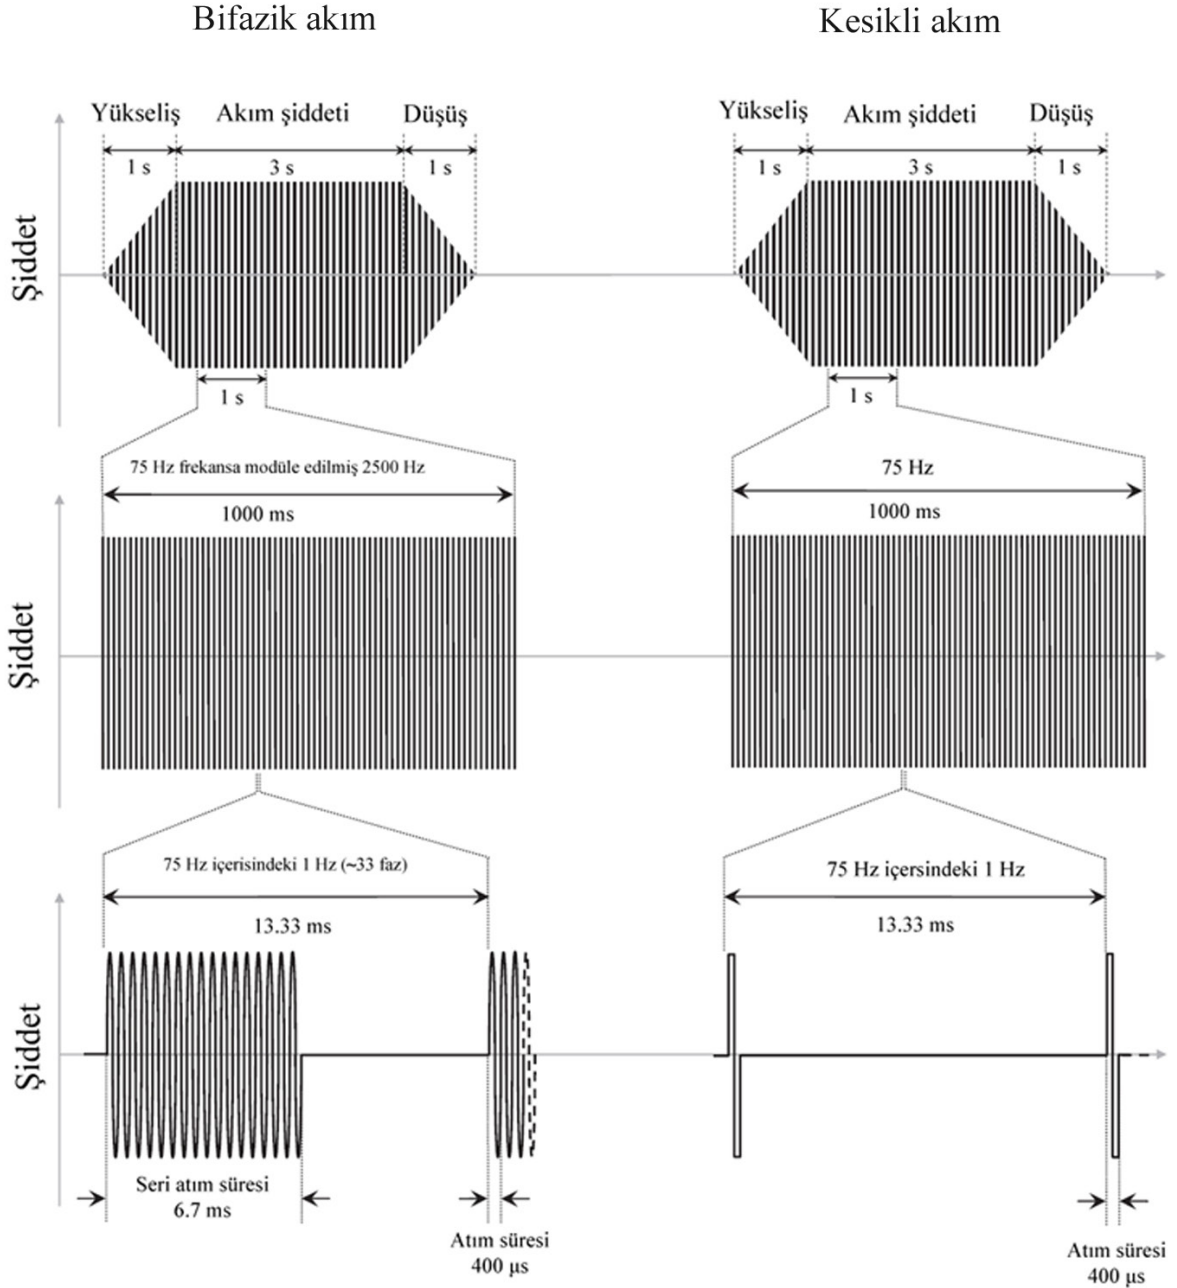 Bifazik akım
Kesikli akım
Yükseliş Akım şiddeti Düşüş
1 s 3 s 1 s
Yükseliş Akım şiddeti Düşüş
1 s 3 s 1 s
Şiddet
1 s
1 s
75 Hz frekansa modüle edilmiş 2500 Hz
1000 ms
75 Hz
1000 ms
Şiddet
75 Hz içerisindeki 1 Hz (~33 faz)
13.33 ms
75 Hz içersindeki 1 Hz
13.33 ms
Şiddet
Seri atım süresi
6.7 ms
Atım süresi
400 μs
Atım süresi
400 μs